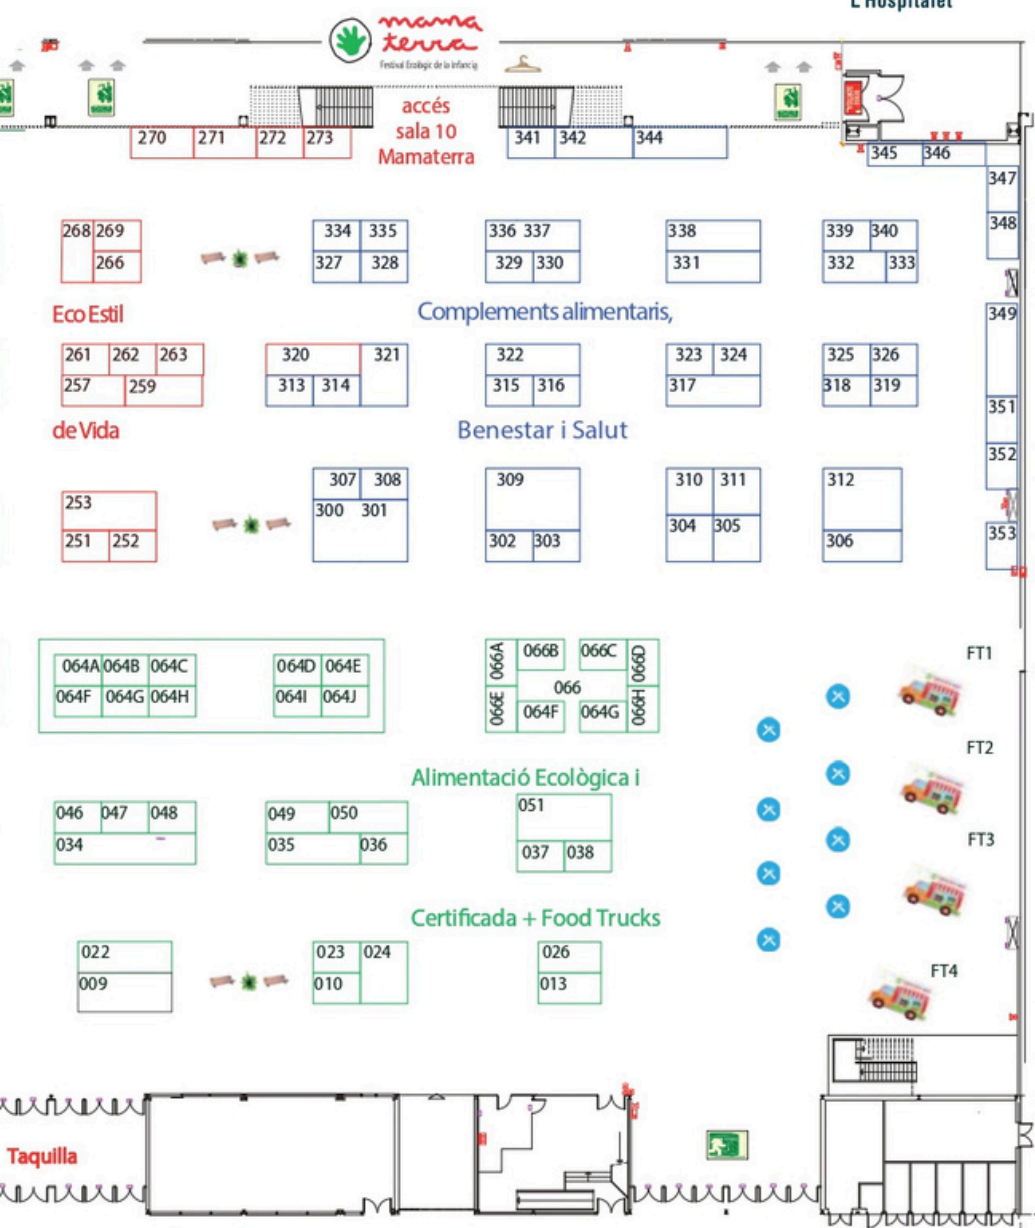 L'Hospitalet
mama
terra
Festival Ecològic de la Infància
accés
sala 10
Mamaterra
270 271 272 273
341 342 344
345 346
347
348
268 269
266
334 335
327 328
336 337
329 330
338
331
339 340
332 333
Eco Estil
Complements alimentaris,
349
261 262 263
257 259
320 321
313 314
322
315 316
323 324
317
325 326
318 319
351
de Vida
Benestar i Salut
352
253
251 252
307 308
300 301
309
302 303
310 311
304 305
312
306
353
064A 064B 064C
064F 064G 064H
064D 064E
064I 064J
066A 066B 066C 066D
066
066E 064F 064G 066H
FT1
FT2
Alimentació Ecològica i
046 047 048
034
049 050
035 036
051
037 038
FT3
Certificada + Food Trucks
022
009
023 024
010
026
013
FT4
Taquilla